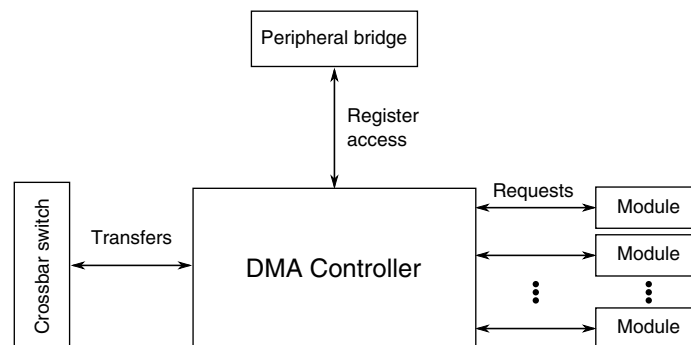 Peripheral bridge
Register
access
Requests
Module
Crossbar switch
Transfers
DMA Controller
Module
Module